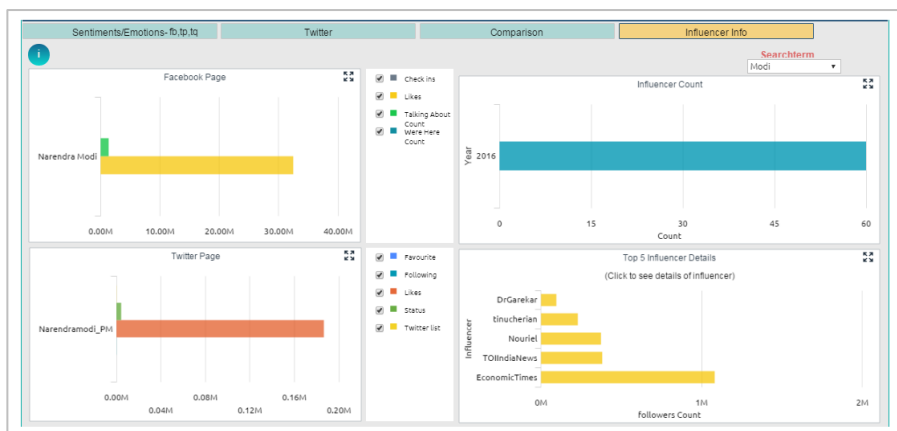 Sentiments/Emotions- fb,tp,tq
Twitter
Comparison
Influencer Info
i
Searchterm
Modi
Facebook Page
Narendra Modi
0.00M 10.00M 20.00M 30.00M 40.00M
Check ins
Likes
Talking About
Count
Were Here
Count
Influencer Count
Year
2016
0 15 30 45 60
Count
Twitter Page
Narendramodi_PM
0.00M 0.08M 0.16M
0.04M 0.12M 0.20M
Favourite
Following
Likes
Status
Twitter list
Top 5 Influencer Details
(Click to see details of influencer)
Influencer
DrGarekar
tinucherian
Nouriel
TOIIndiaNews
EconomicTimes
0M 1M 2M
followers Count